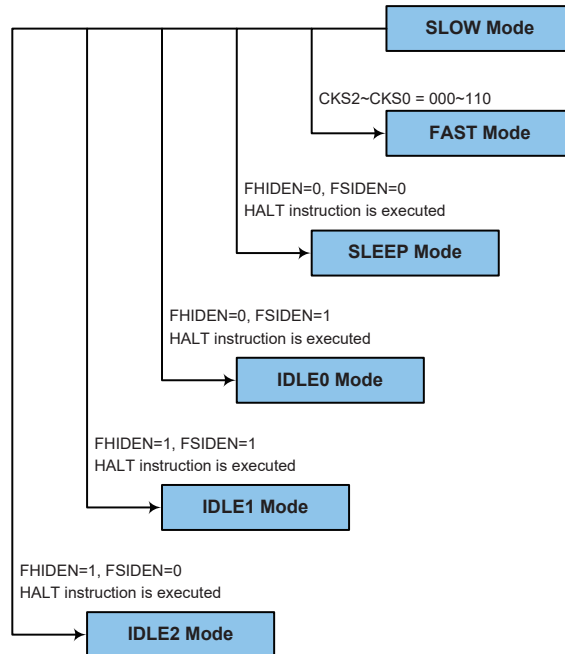 SLOW Mode
CKS2~CKS0 = 000~110
FAST Mode
FHIDEN=0, FSIDEN=0
HALT instruction is executed
SLEEP Mode
FHIDEN=0, FSIDEN=1
HALT instruction is executed
IDLE0 Mode
FHIDEN=1, FSIDEN=1
HALT instruction is executed
IDLE1 Mode
FHIDEN=1, FSIDEN=0
HALT instruction is executed
IDLE2 Mode